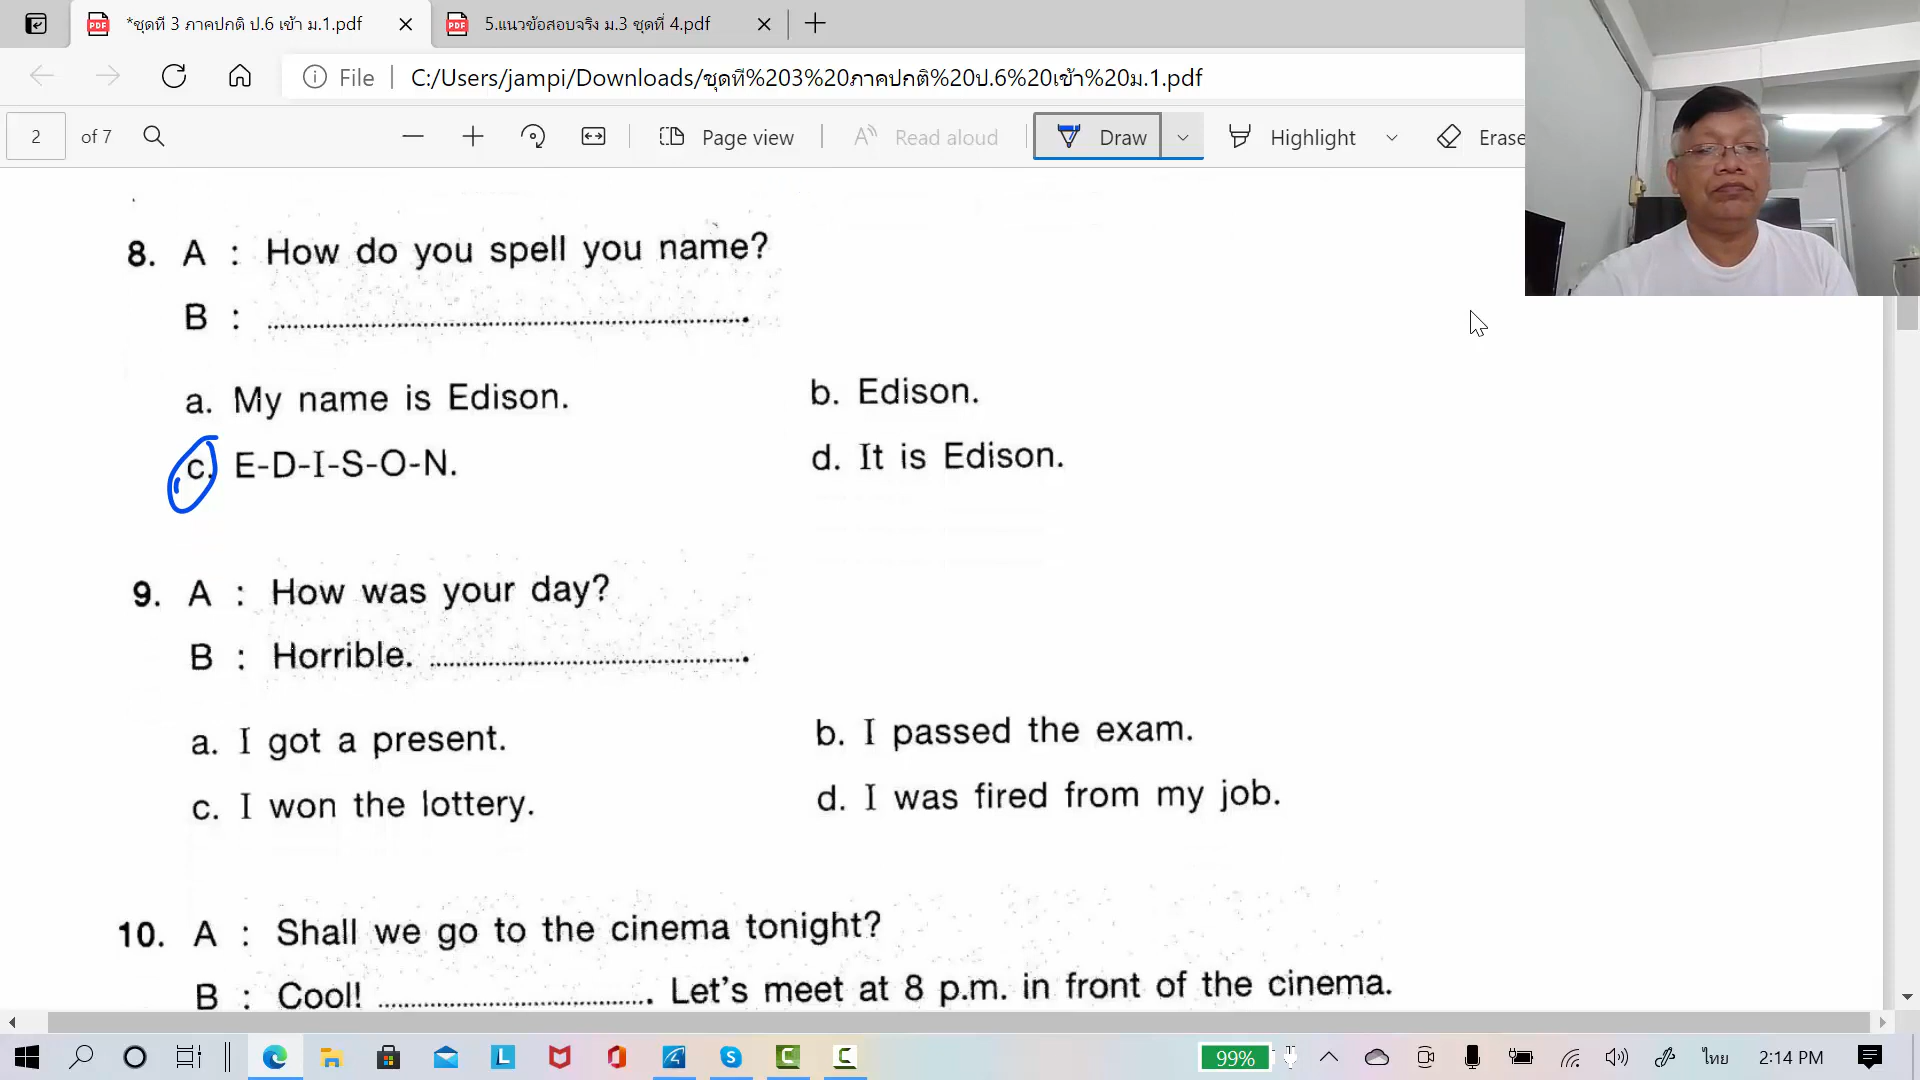 *ชุดที่ 3 ภาคปกติ ป.6 เข้า ม.1.pdf
5.แนวข้อสอบจริง ม.3 ชุดที่ 4.pdf
File
C:/Users/jampi/Downloads/ชุดที่%203%20ภาคปกติ%20ป.6%20เข้า%20ม.1.pdf
2 of 7
Page view
Read aloud
Draw
Highlight
Erase
8. A : How do you spell you name?
B : .
a. My name is Edison.
b. Edison.
c. E-D-I-S-O-N.
d. It is Edison.
9. A : How was your day?
B : Horrible. .
a. I got a present.
b. I passed the exam.
c. I won the lottery.
d. I was fired from my job.
10. A : Shall we go to the cinema tonight?
B : Cool! . Let's meet at 8 p.m. in front of the cinema.
99%
ไทย
2:14 PM